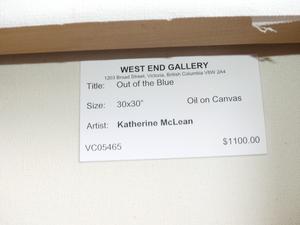 WEST END GALLERY
1203 Broad Street, Victoria, British Columbia V8W 2A4
Title: Out of the Blue
Size: 30x30" Oil on Canvas
Artist: Katherine McLean
VC05465 $1100.00